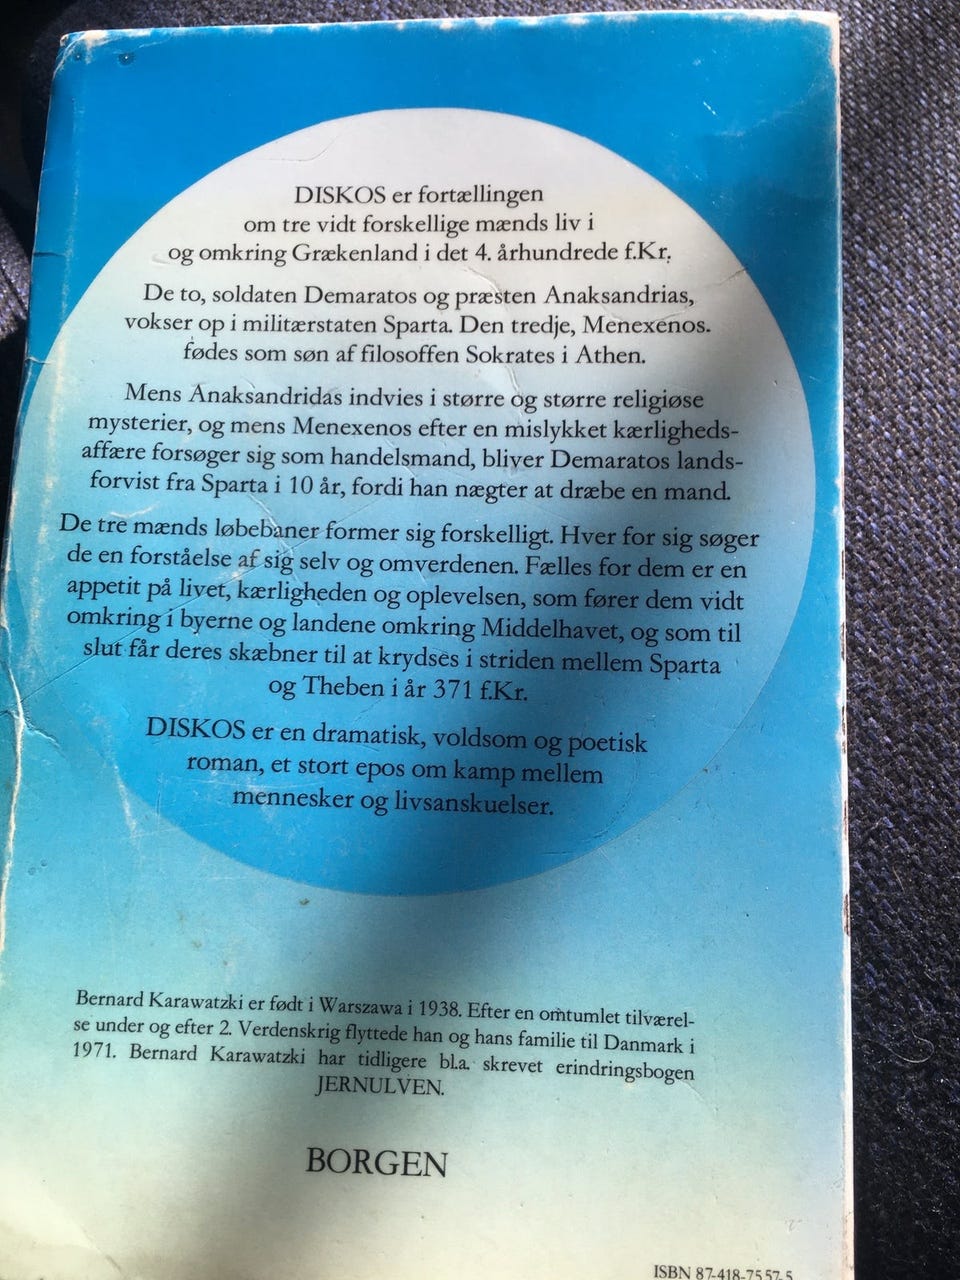 DISKOS er fortællingen
om tre vidt forskellige mænds liv i
og omkring Grækenland i det 4. århundrede f.Kr.
De to, soldaten Demaratos og præsten Anaksandrias,
vokser op i militærstaten Sparta. Den tredje, Menexenos.
fødes som søn af filosoffen Sokrates i Athen.
Mens Anaksandridas indvies i større og større religiøse
mysterier, og mens Menexenos efter en mislykket kærligheds-
affære forsøger sig som handelsmand, bliver Demaratos lands-
forvist fra Sparta i 10 år, fordi han nægter at dræbe en mand.
De tre mænds løbebaner former sig forskelligt. Hver for sig søger
de en forståelse af sig selv og omverdenen. Fælles for dem er en
appetit på livet, kærligheden og oplevelsen, som fører dem vidt
omkring i byerne og landene omkring Middelhavet, og som til
slut får deres skæbner til at krydses i striden mellem Sparta
og Theben i år 371 f.Kr.
DISKOS er en dramatisk, voldsom og poetisk
roman, et stort epos om kamp mellem
mennesker og livsanskuelser.
Bernard Karawatzki er født i Warszawa i 1938. Efter en omtumlet tilværel-
se under og efter 2. Verdenskrig flyttede han og hans familie til Danmark i
1971. Bernard Karawatzki har tidligere bl.a. skrevet erindringsbogen
JERNULVEN.
BORGEN
ISBN 87-418-7557-5